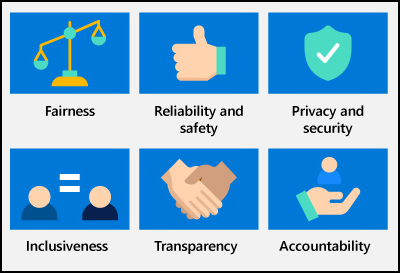 Fairness
Reliability and
safety
Privacy and
security
Inclusiveness
Transparency
Accountability